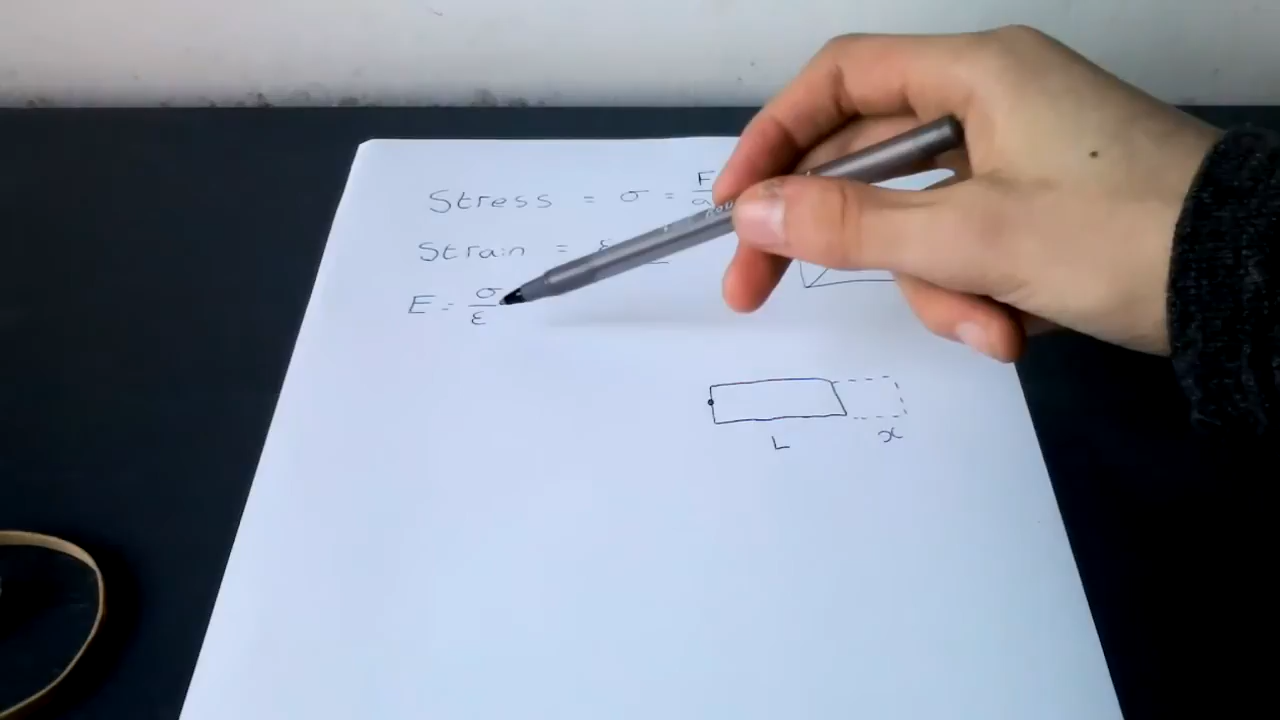 Stress = σ = F
Strain = ε
E = σ/ε
L
x